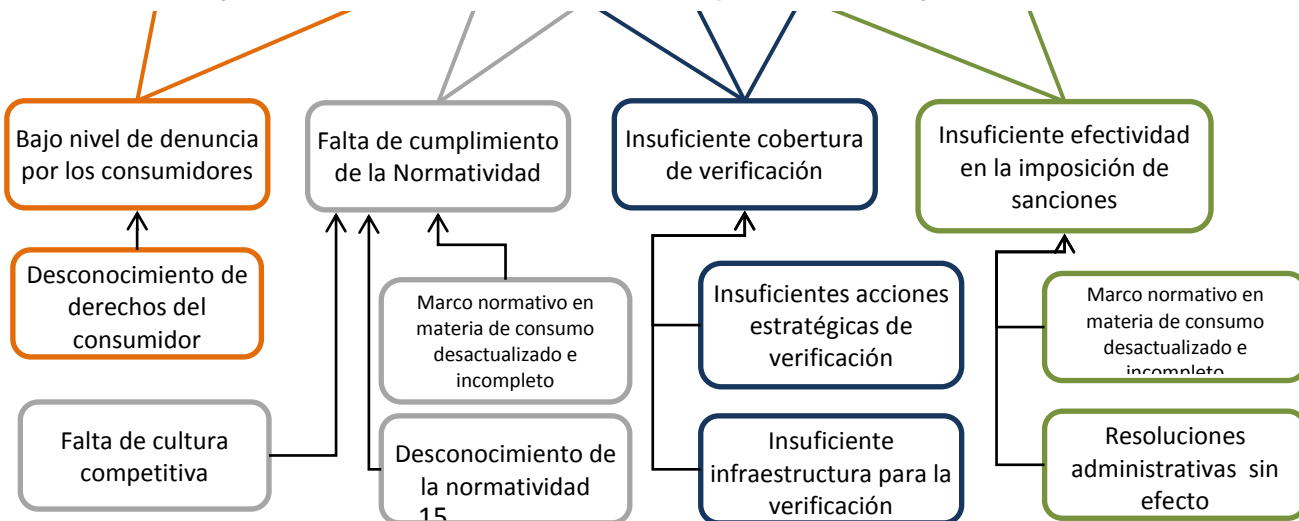 Bajo nivel de denuncia
por los consumidores
Falta de cumplimiento
de la Normatividad
Insuficiente cobertura
de verificación
Insuficiente efectividad
en la imposición de
sanciones
Desconocimiento de
derechos del
consumidor
Marco normativo en
materia de consumo
desactualizado e
incompleto
Insuficientes acciones
estratégicas de
verificación
Marco normativo en
materia de consumo
desactualizado e
incompleto
Falta de cultura
competitiva
Desconocimiento de
la normatividad
15
Insuficiente
infraestructura para la
verificación
Resoluciones
administrativas sin
efecto